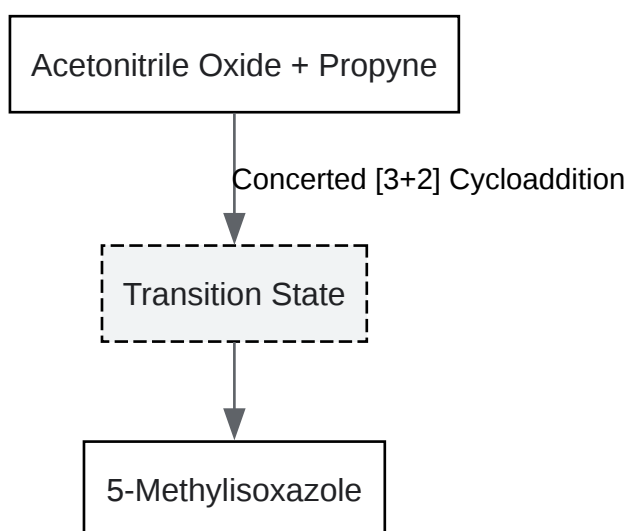 Acetonitrile Oxide + Propyne
Concerted [3+2] Cycloaddition
Transition State
5-Methylisoxazole